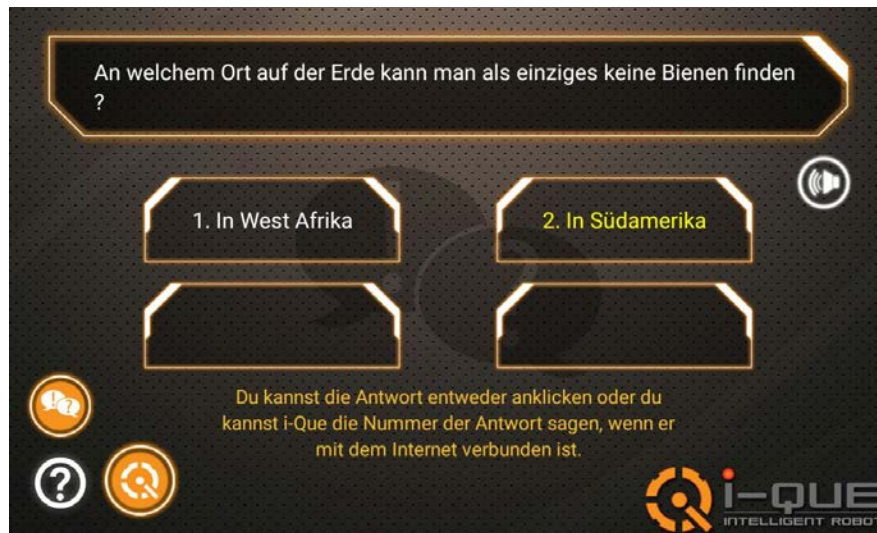 An welchem Ort auf der Erde kann man als einziges keine Bienen finden
?
1. In West Afrika
2. In Südamerika
Du kannst die Antwort entweder anklicken oder du
kannst i-Que die Nummer der Antwort sagen, wenn er
mit dem Internet verbunden ist.
i-QUE
INTELLIGENT ROBOT